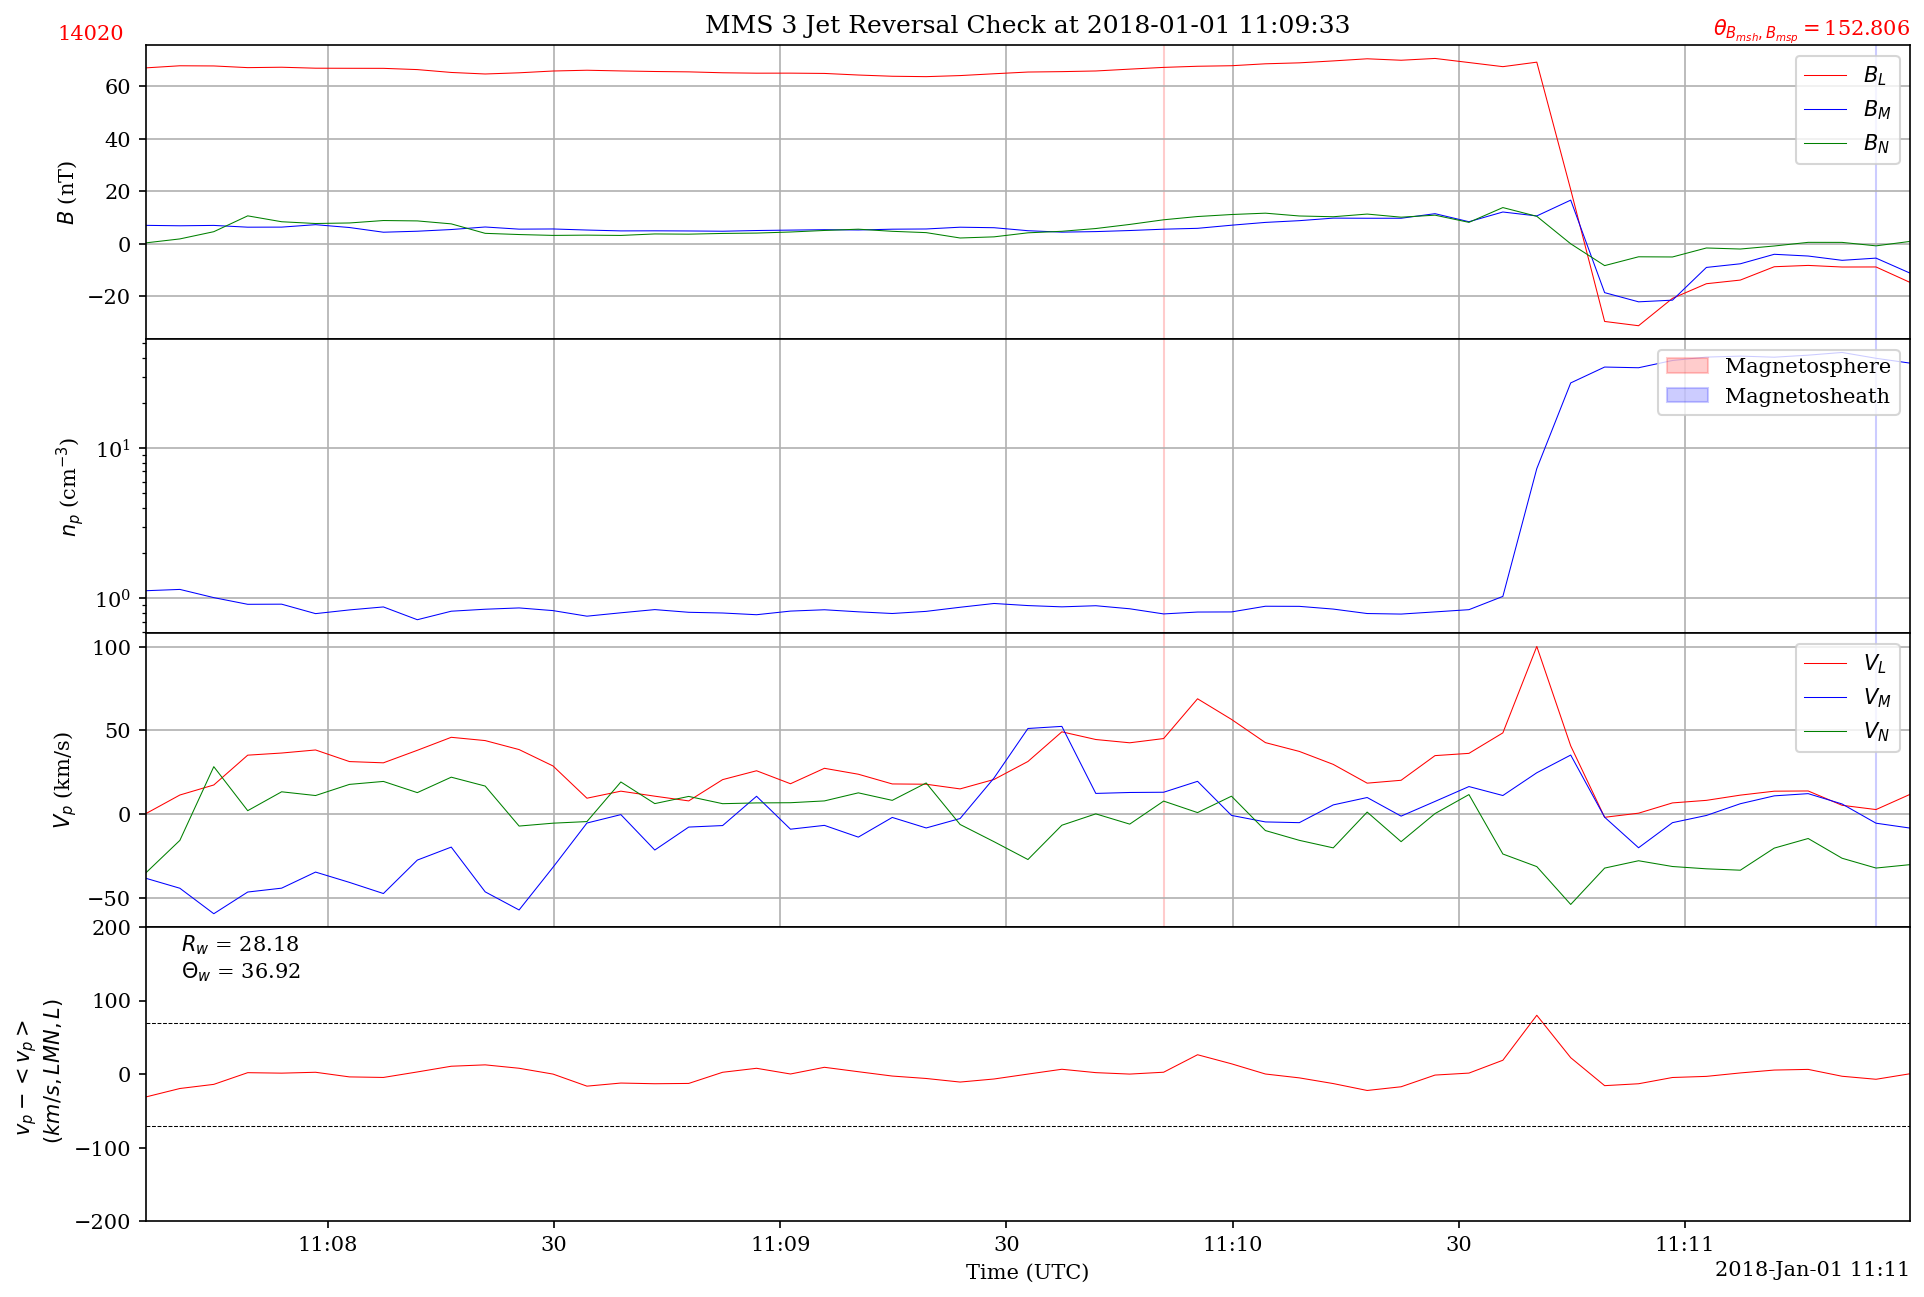 14020
MMS 3 Jet Reversal Check at 2018-01-01 11:09:33
θ_{B_{msh}, B_{msp}} = 152.806
60
40
20
0
−20
B (nT)
B_L
B_M
B_N
10^1
10^0
n_p (cm^{−3})
Magnetosphere
Magnetosheath
100
50
0
−50
V_p (km/s)
V_L
V_M
V_N
200
100
0
−100
−200
v_p − < v_p >
(km/s, LMN, L)
R_w = 28.18
Θ_w = 36.92
11:08
30
11:09
30
11:10
30
11:11
Time (UTC)
2018-Jan-01 11:11